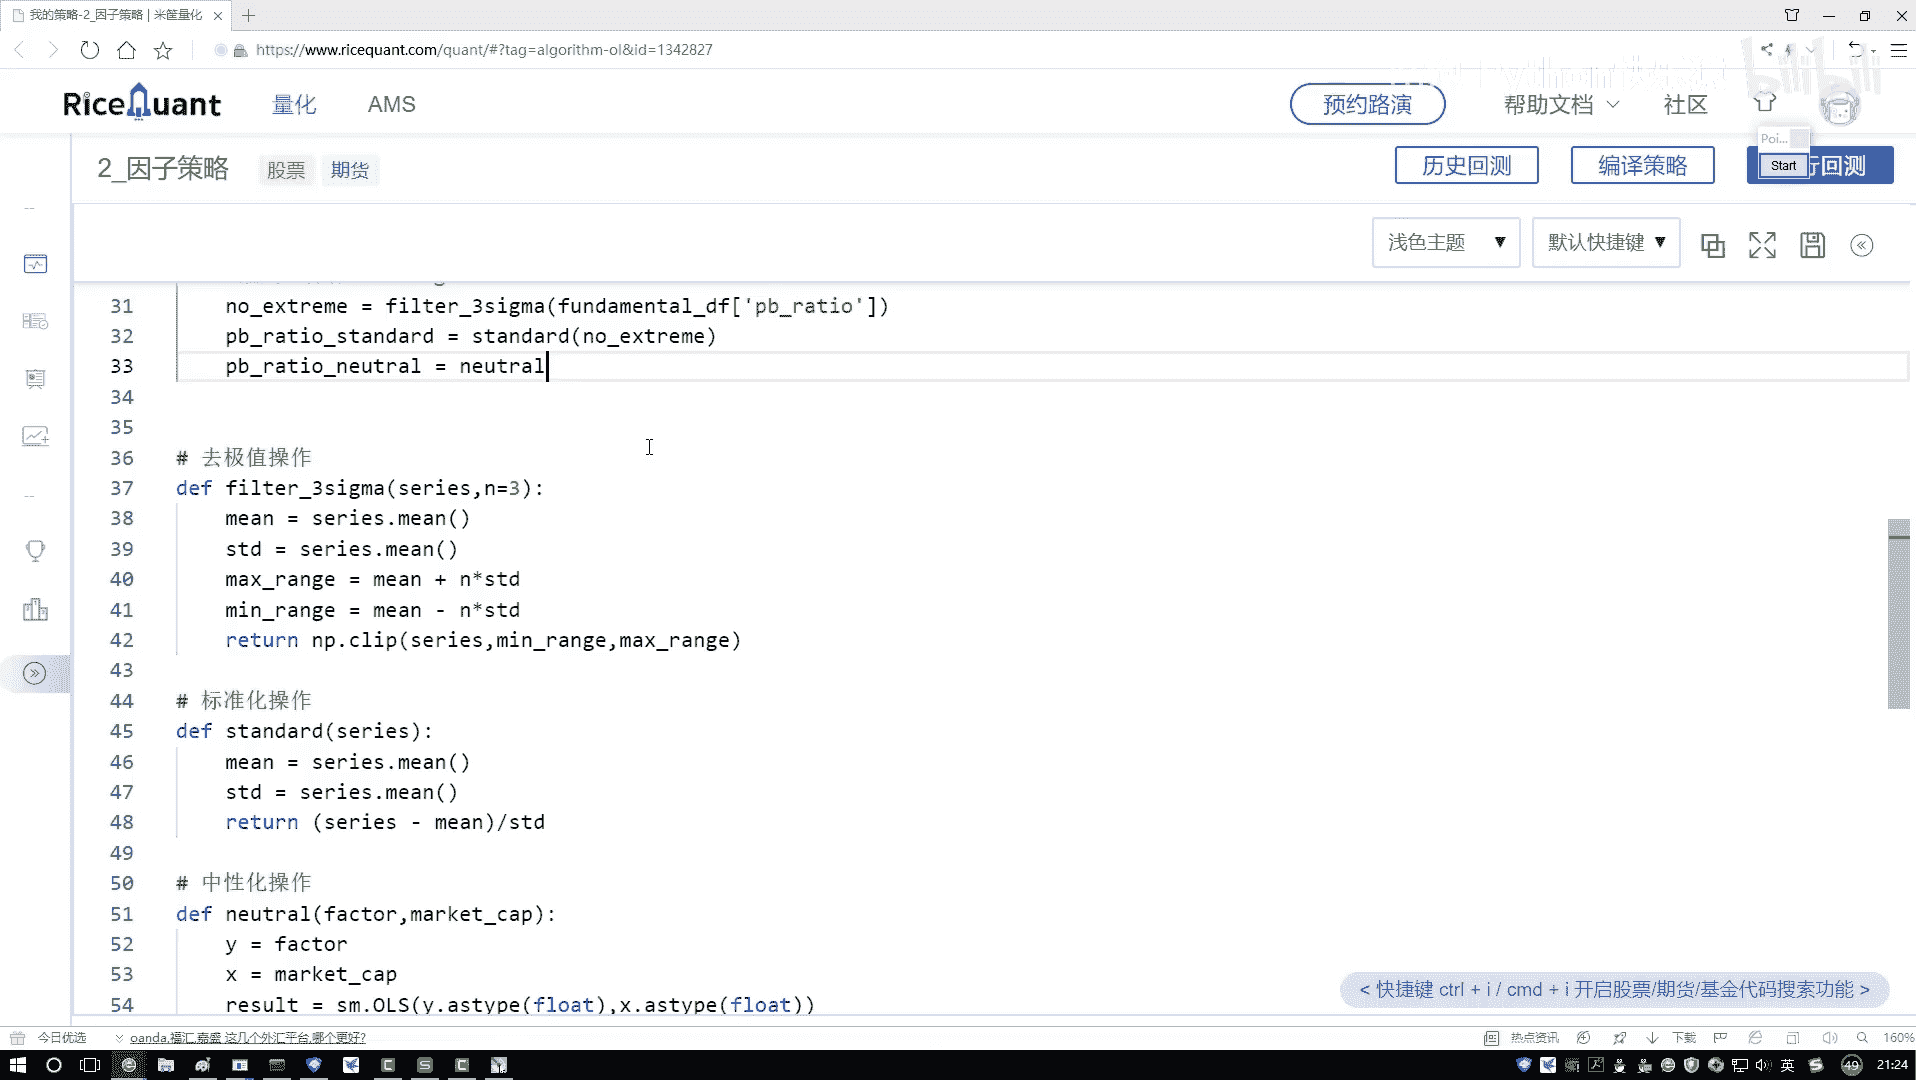 我的策略-2_因子策略 | 米筐量化
https://www.ricequant.com/quant/#?tag=algorithm-ol&id=1342827
bilibili
RiceQuant 量化 AMS 预约路演 帮助文档 社区
Poi...
Start
2_因子策略 股票 期货 历史回测 编译策略 行回测
浅色主题 ▼ 默认快捷键 ▼
31 no_extreme = filter_3sigma(fundamental_df['pb_ratio'])
32 pb_ratio_standard = standard(no_extreme)
33 pb_ratio_neutral = neutral
34
35
36 # 去极值操作
37 def filter_3sigma(series,n=3):
38 mean = series.mean()
39 std = series.mean()
40 max_range = mean + n*std
41 min_range = mean - n*std
42 return np.clip(series,min_range,max_range)
43
44 # 标准化操作
45 def standard(series):
46 mean = series.mean()
47 std = series.mean()
48 return (series - mean)/std
49
50 # 中性化操作
51 def neutral(factor,market_cap):
52 y = factor
53 x = market_cap
54 result = sm.OLS(y.astype(float),x.astype(float))
< 快捷键 ctrl + i / cmd + i 开启股票/期货/基金代码搜索功能 >
今日优选 oanda,福汇,嘉盛 这几个外汇平台,哪个更好? 热点资讯 下载 160%
英 49 21:24